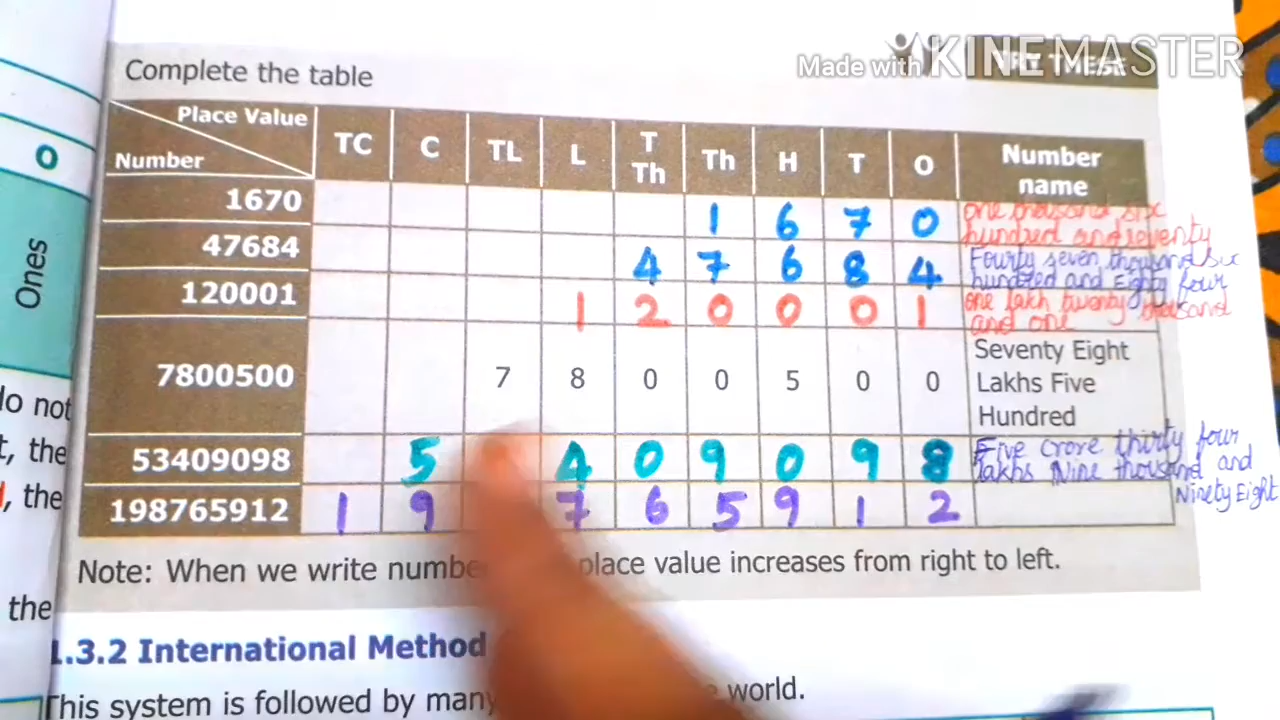 Made with KINEMASTER
Complete the table
TRY THESE
Place Value
Number
TC C TL L T Th Th H T O Number name
1670 1 6 7 0 one thousand six
hundred and seventy
47684 4 7 6 8 4 Fourty seven thousand six
hundred and Eighty four
120001 1 2 0 0 0 1 one lakh twenty thousand
and one
7800500 7 8 0 0 5 0 0 Seventy Eight
Lakhs Five
Hundred
53409098 5 4 0 9 0 9 8 Five crore thirty four
lakhs Nine thousand and
Ninety Eight
198765912 1 9 7 6 5 9 1 2
Note: When we write place value increases from right to left.
1.3.2 International Method
This system is followed by many world.
O
Ones
do not
the
the
the